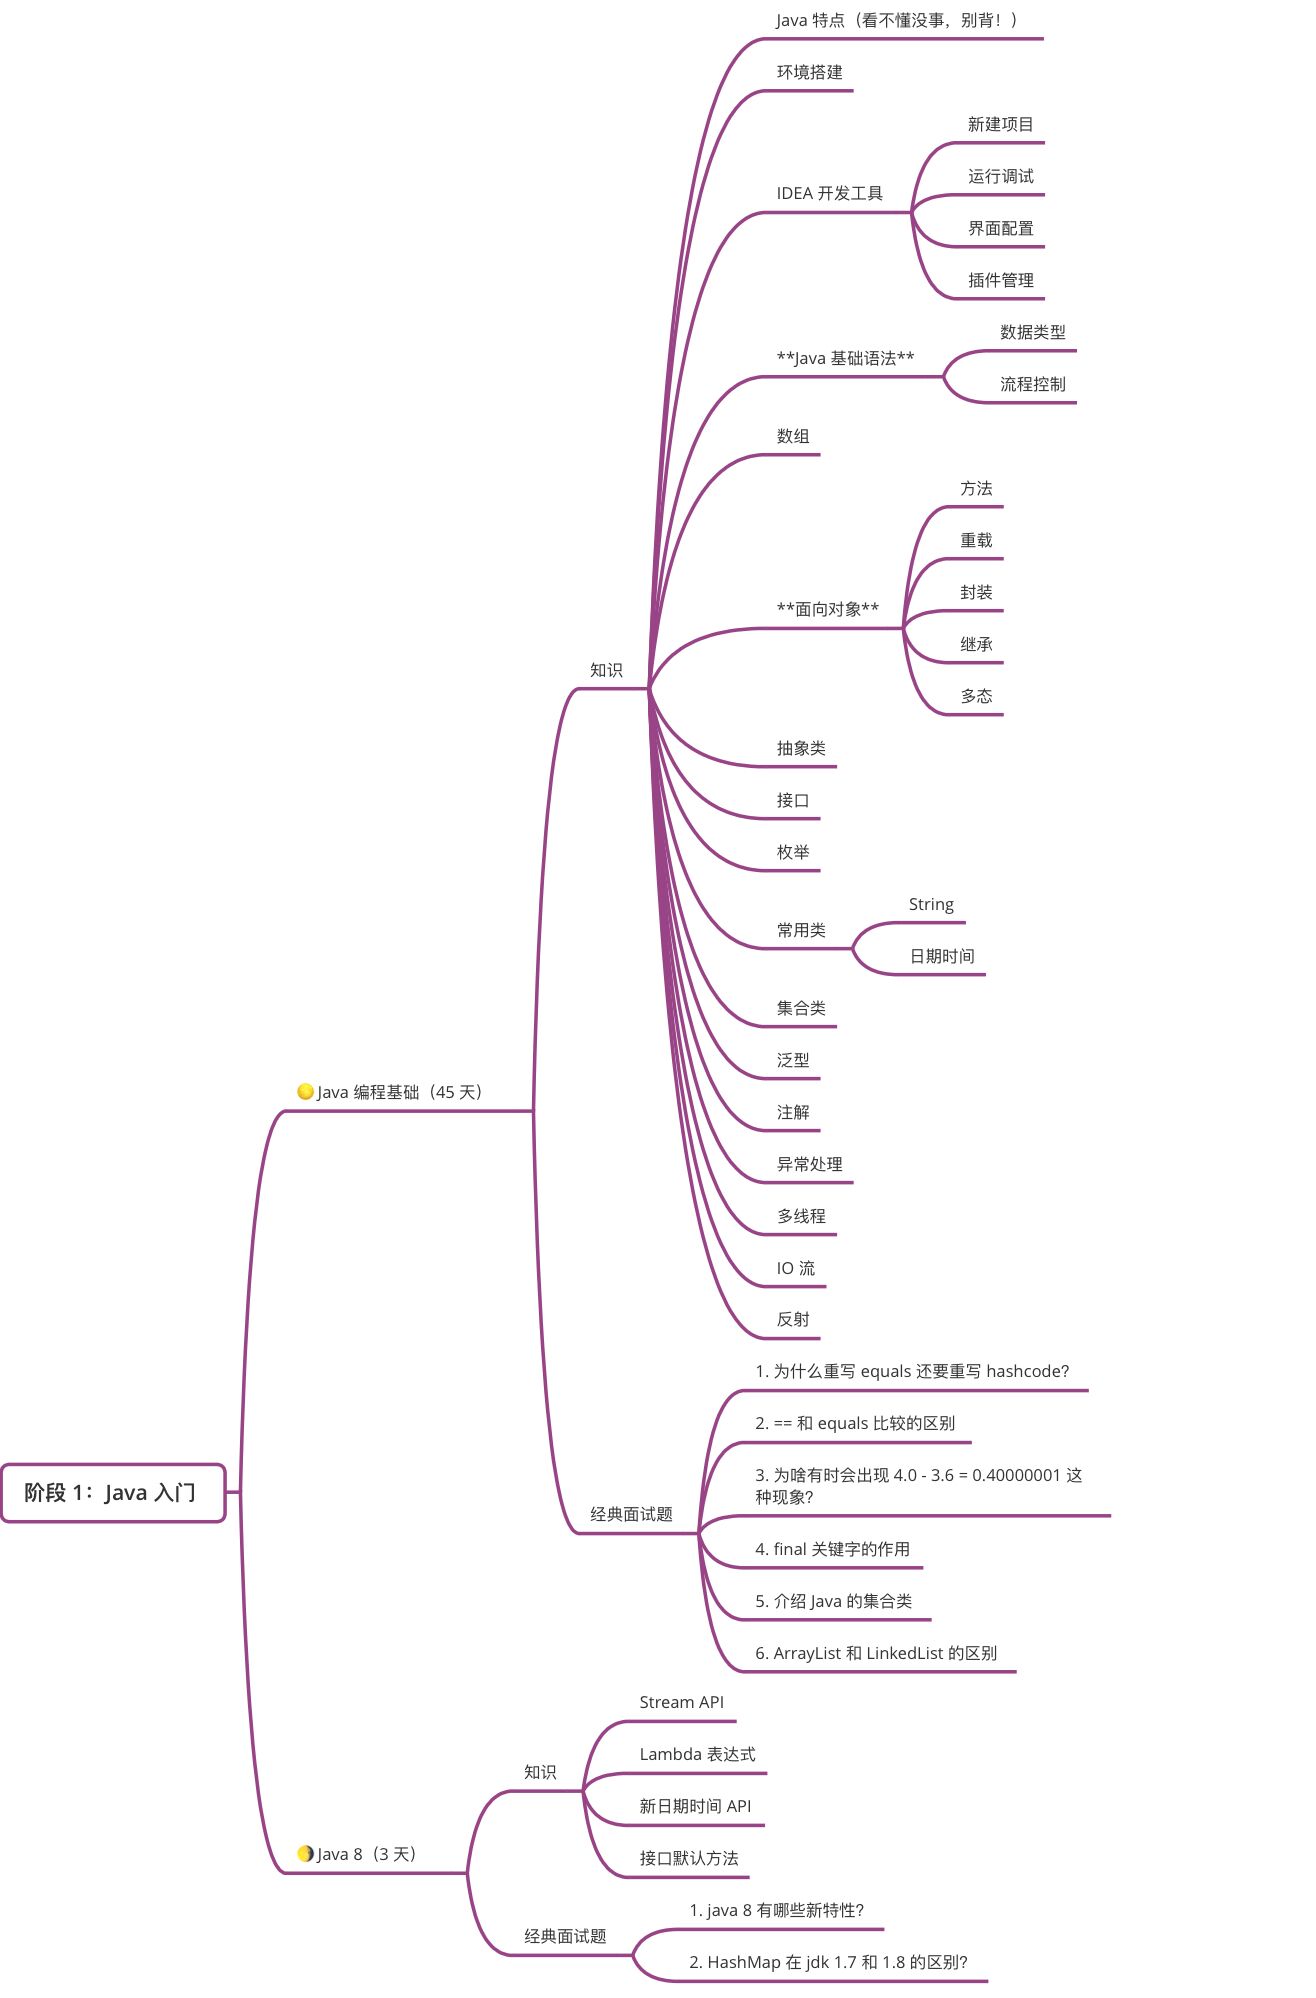 阶段 1：Java 入门
🌕 Java 编程基础（45 天）
知识
Java 特点（看不懂没事，别背！）
环境搭建
IDEA 开发工具
新建项目
运行调试
界面配置
插件管理
**Java 基础语法**
数据类型
流程控制
数组
**面向对象**
方法
重载
封装
继承
多态
抽象类
接口
枚举
常用类
String
日期时间
集合类
泛型
注解
异常处理
多线程
IO 流
反射
经典面试题
1. 为什么重写 equals 还要重写 hashcode？
2. == 和 equals 比较的区别
3. 为啥有时会出现 4.0 - 3.6 = 0.40000001 这
种现象？
4. final 关键字的作用
5. 介绍 Java 的集合类
6. ArrayList 和 LinkedList 的区别
🌖 Java 8（3 天）
知识
Stream API
Lambda 表达式
新日期时间 API
接口默认方法
经典面试题
1. java 8 有哪些新特性？
2. HashMap 在 jdk 1.7 和 1.8 的区别？